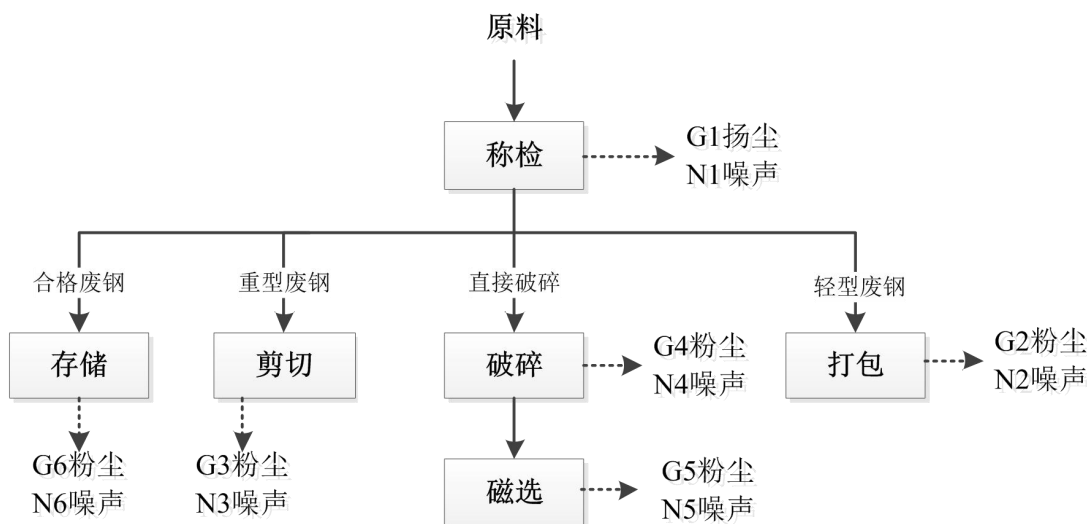 原料
称检
G1扬尘
N1噪声
合格废钢
重型废钢
直接破碎
轻型废钢
存储
剪切
破碎
G4粉尘
N4噪声
打包
G2粉尘
N2噪声
G6粉尘
N6噪声
G3粉尘
N3噪声
磁选
G5粉尘
N5噪声